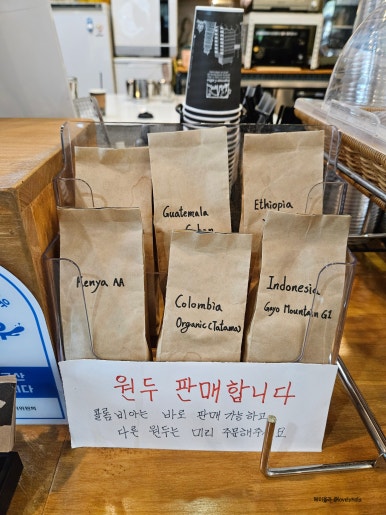 Guatemala
Ethiopia
Kenya AA
Colombia
Organic (Tatama)
Indonesia
Gayo Mountain G1
원두 판매합니다
콜롬비아는 바로 판매 가능하고
다른 원두는 미리 주문해주세요